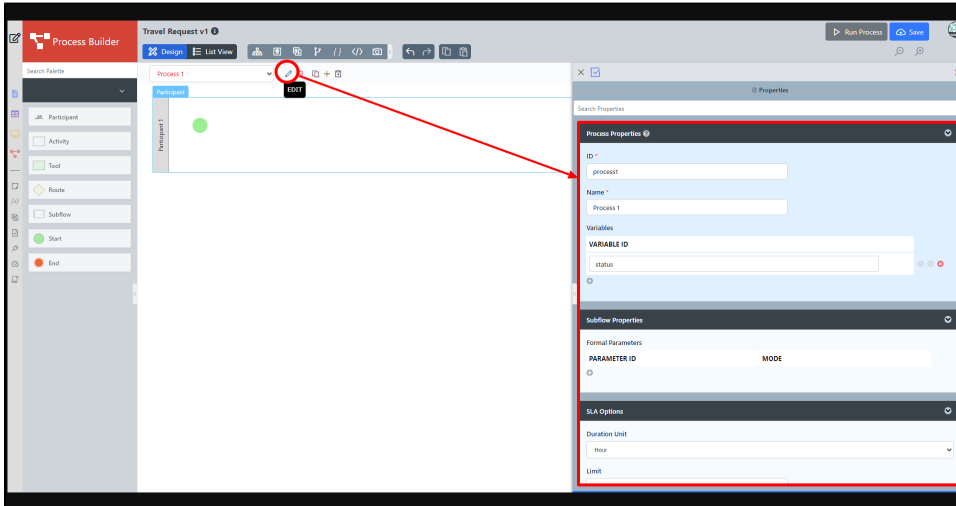 Travel Request v1
Process Builder
Run Process
Save
Design
List View
Search Palette
Process 1
EDIT
Participant
Participant 1
Participant
Activity
Tool
Route
Subflow
Start
End
Properties
Search Properties
Process Properties
ID *
process1
Name *
Process 1
Variables
VARIABLE ID
status
Subflow Properties
Formal Parameters
PARAMETER ID MODE
SLA Options
Duration Unit
Hour
Limit